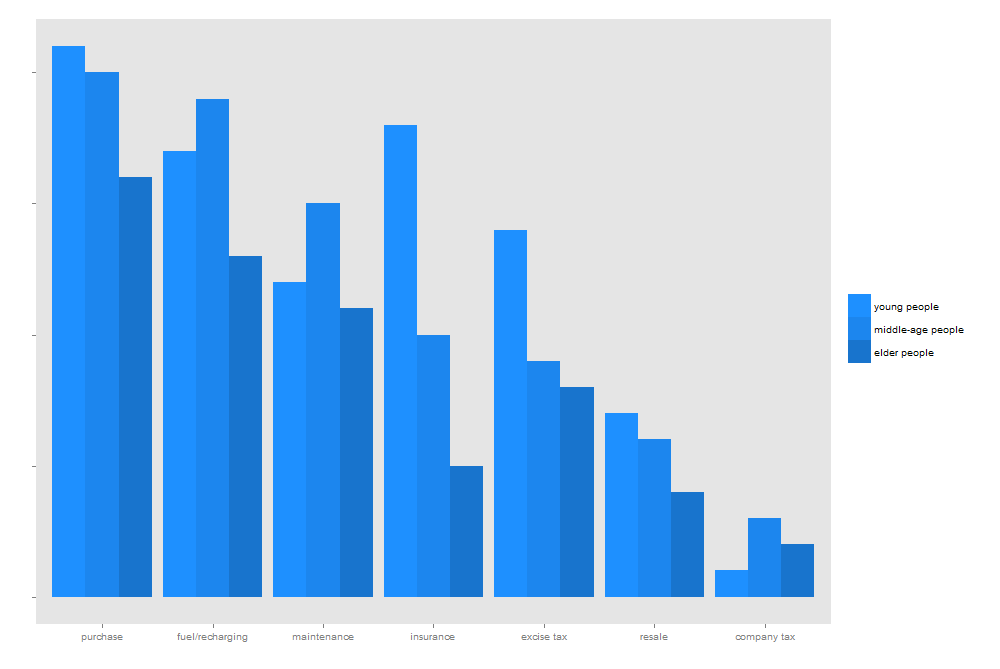 young people
middle-age people
elder people
purchase
fuel/recharging
maintenance
insurance
excise tax
resale
company tax